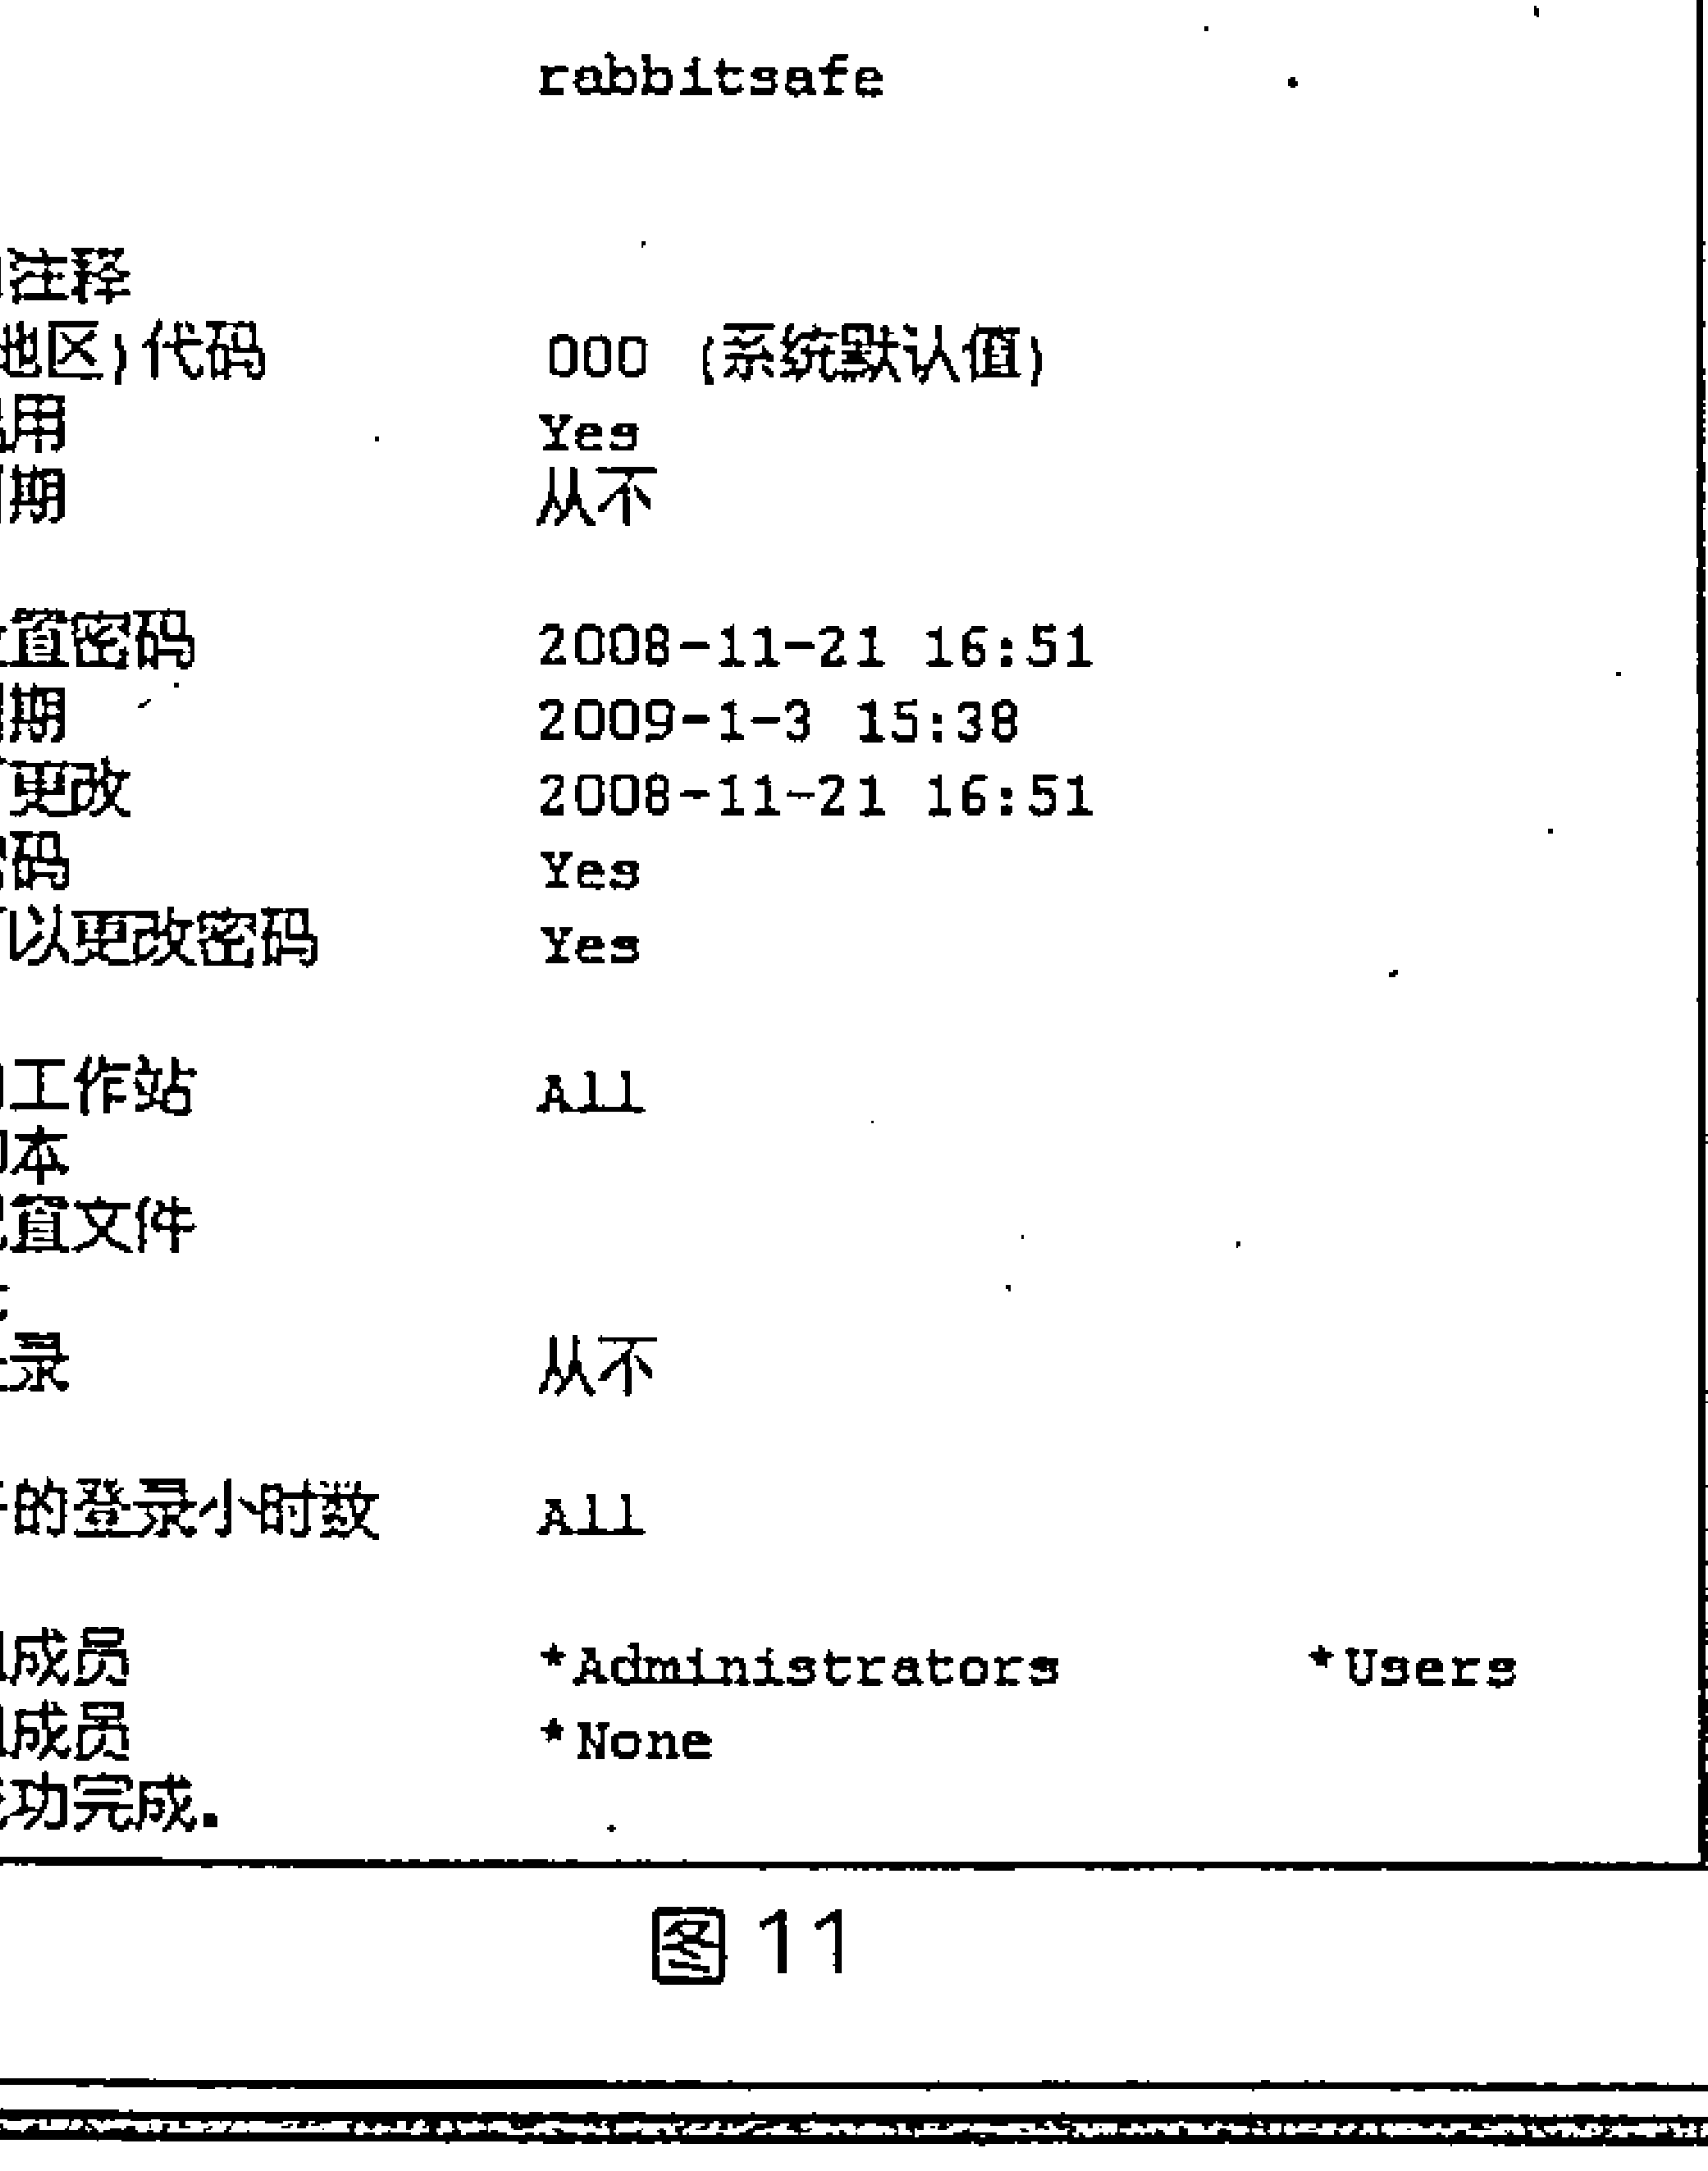 rabbitsafe
注释
地区)代码 000 (系统默认值)
用 Yes
期 从不
置密码 2008-11-21 16:51
期 2009-1-3 15:38
更改 2008-11-21 16:51
码 Yes
以更改密码 Yes
工作站 All
本
置文件
录 从不
的登录小时数 All
成员 *Administrators *Users
成员 *None
功完成.
图 11